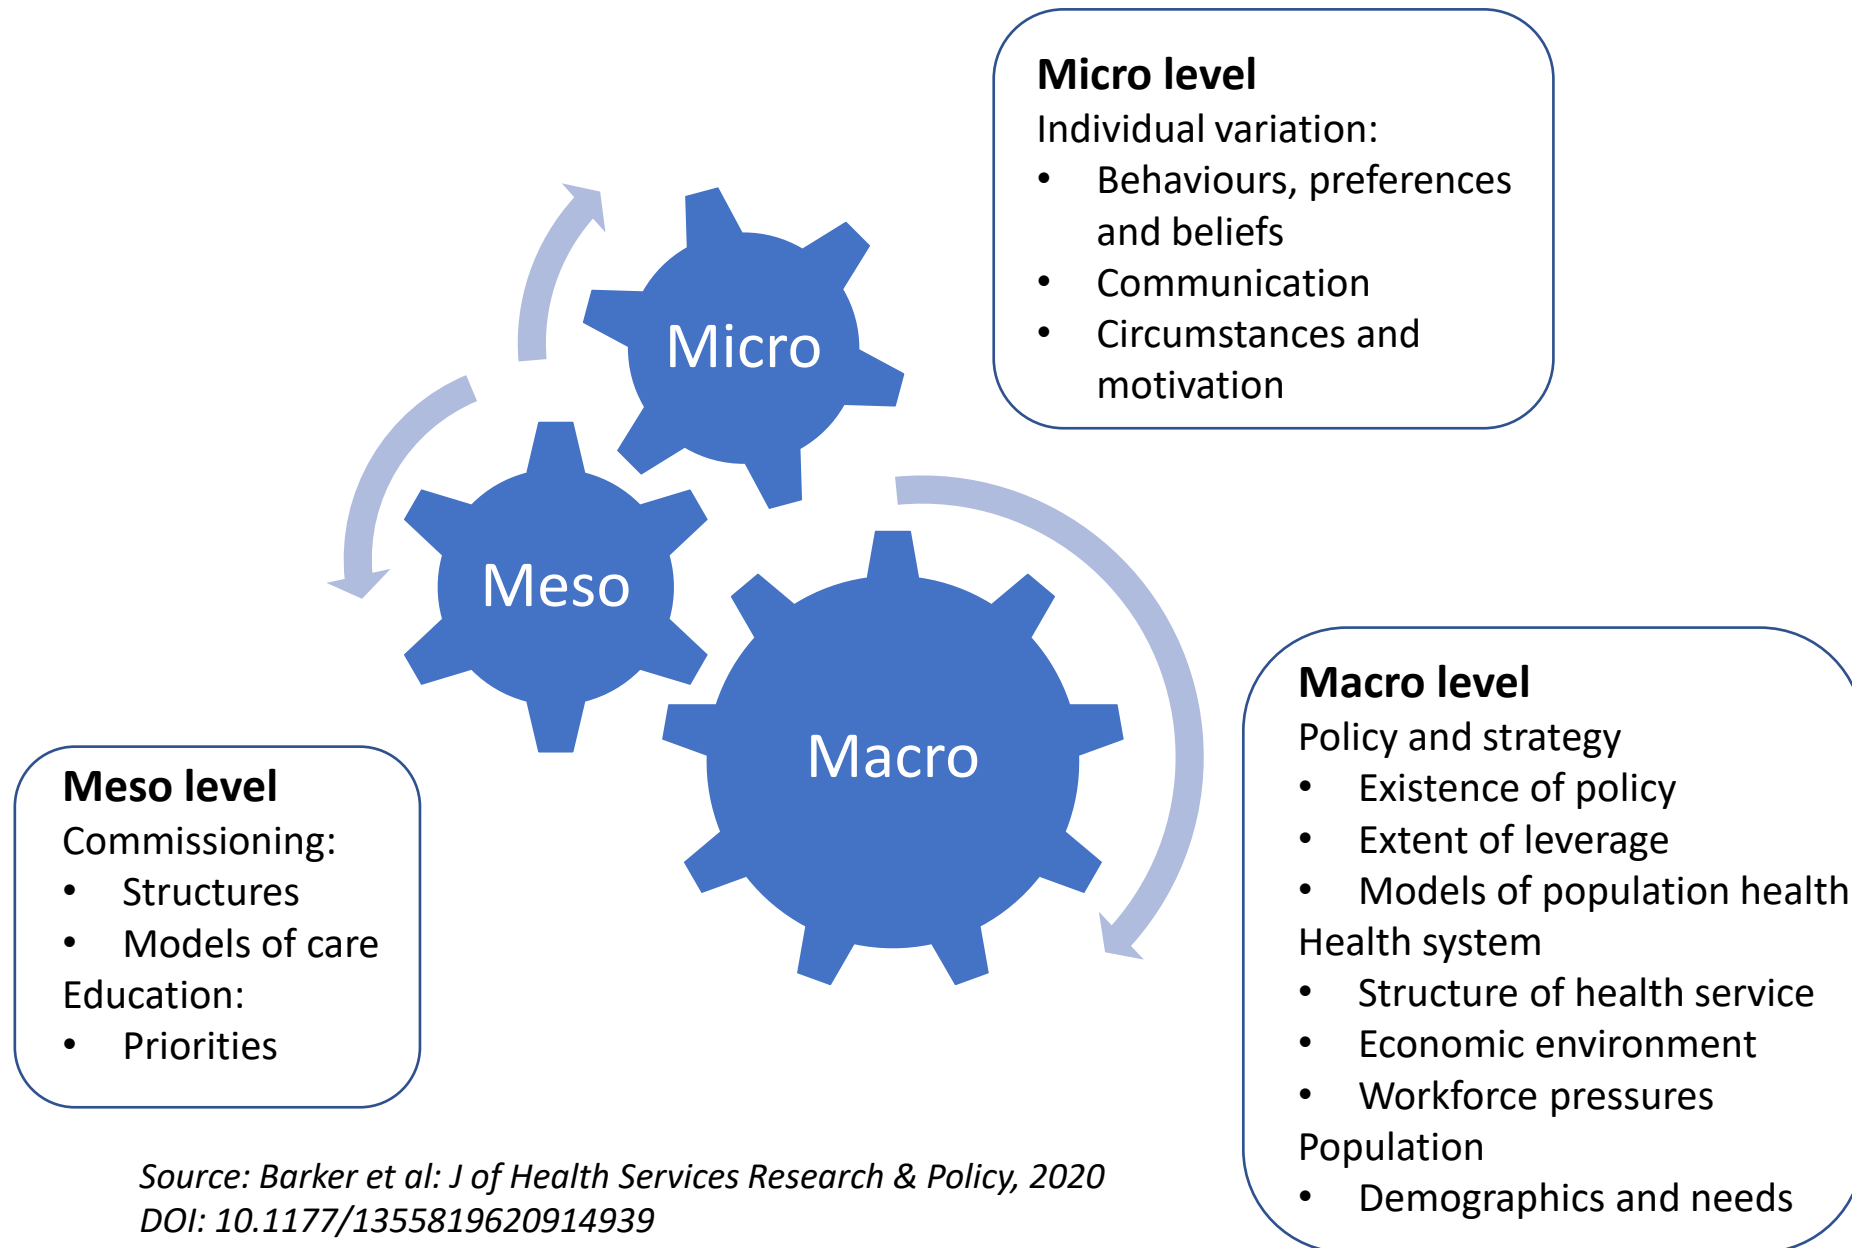 Micro level
Individual variation:
• Behaviours, preferences
and beliefs
• Communication
• Circumstances and
motivation
Micro
Meso
Macro
Meso level
Commissioning:
• Structures
• Models of care
Education:
• Priorities
Macro level
Policy and strategy
• Existence of policy
• Extent of leverage
• Models of population health
Health system
• Structure of health service
• Economic environment
• Workforce pressures
Population
• Demographics and needs
Source: Barker et al: J of Health Services Research & Policy, 2020
DOI: 10.1177/1355819620914939